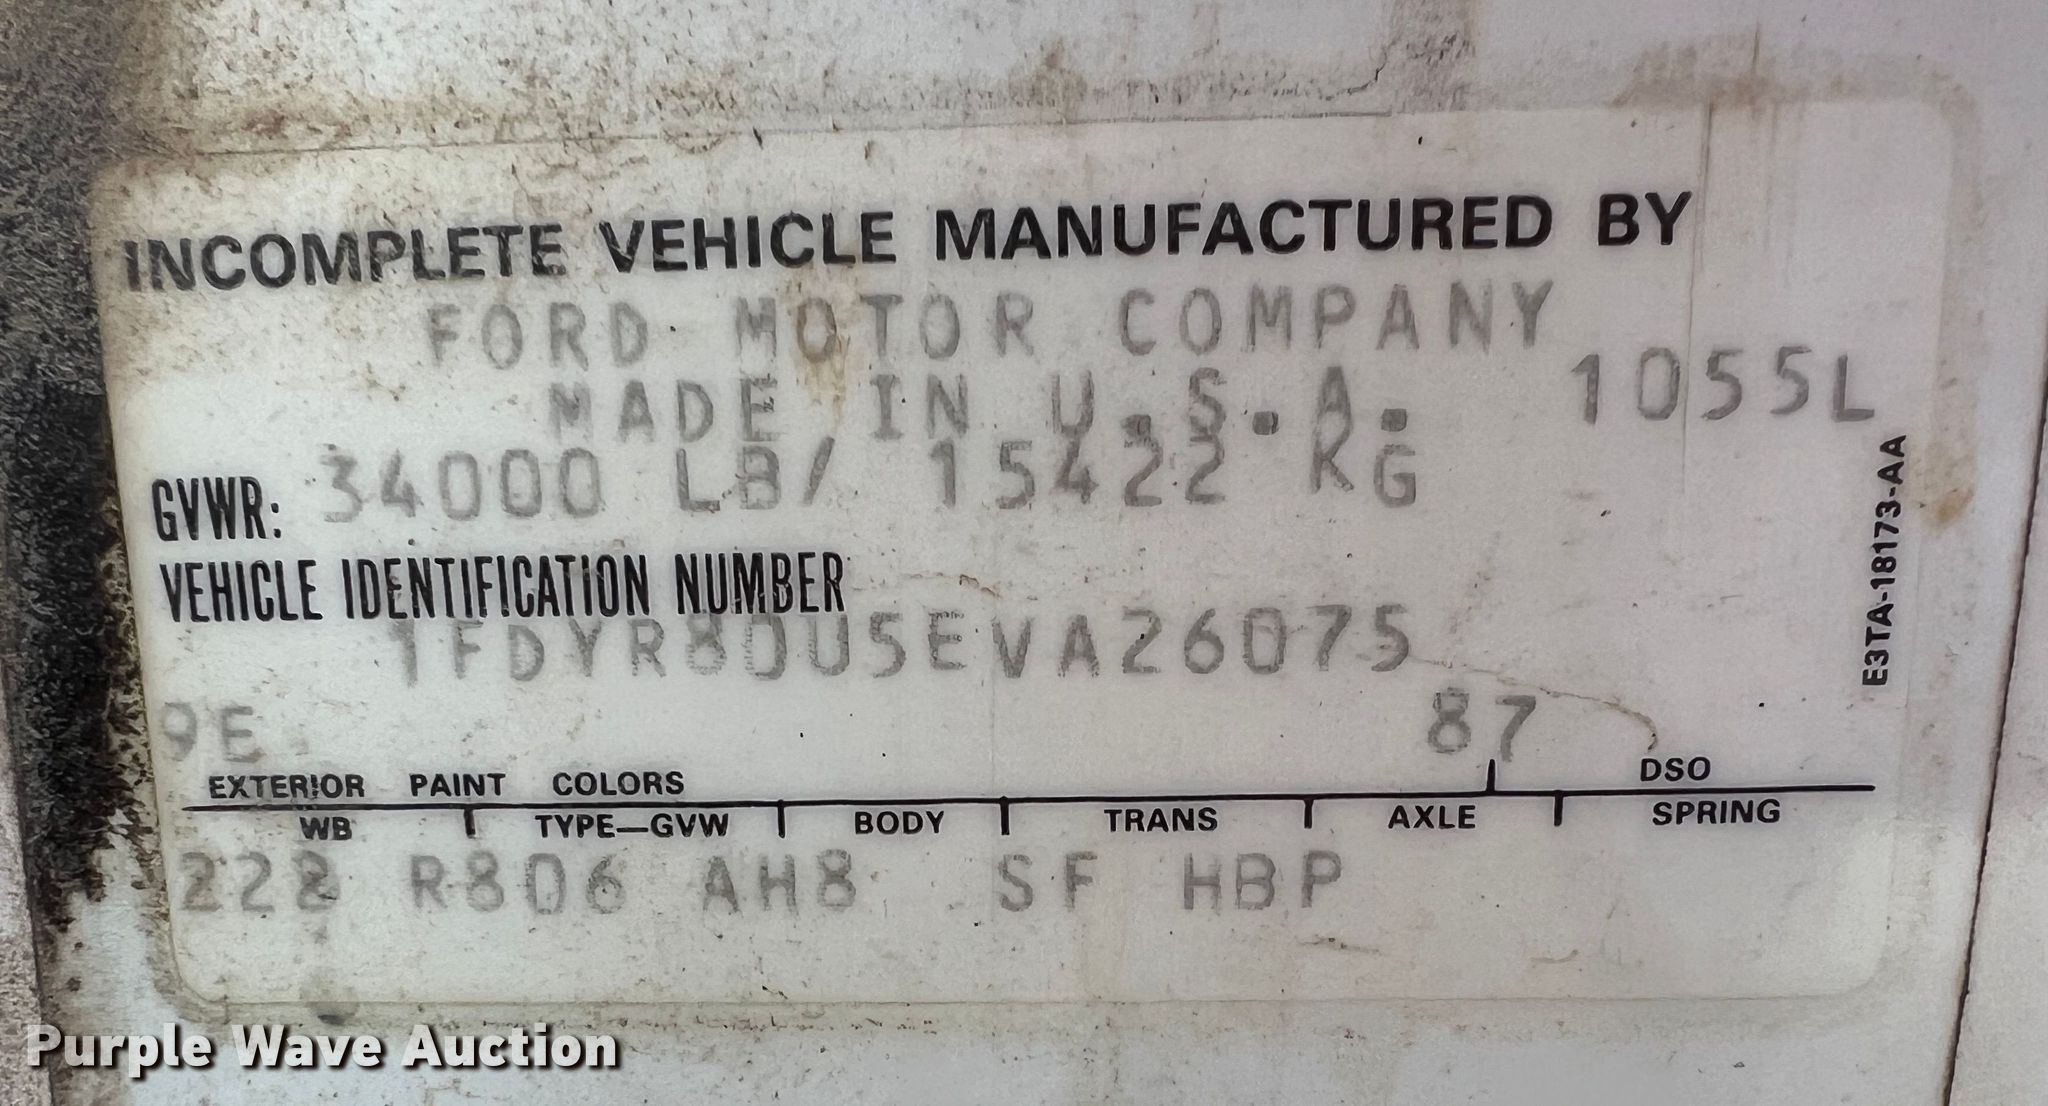 INCOMPLETE VEHICLE MANUFACTURED BY
FORD MOTOR COMPANY
MADE IN U.S.A. 1055L
GVWR: 34000 LB/ 15422 KG
VEHICLE IDENTIFICATION NUMBER
1FDYR80U5EVA26075
E3TA-18173-AA
9E 87
EXTERIOR PAINT COLORS DSO
WB TYPE—GVW BODY TRANS AXLE SPRING
222 R806 AH8 SF HBP
Purple Wave Auction